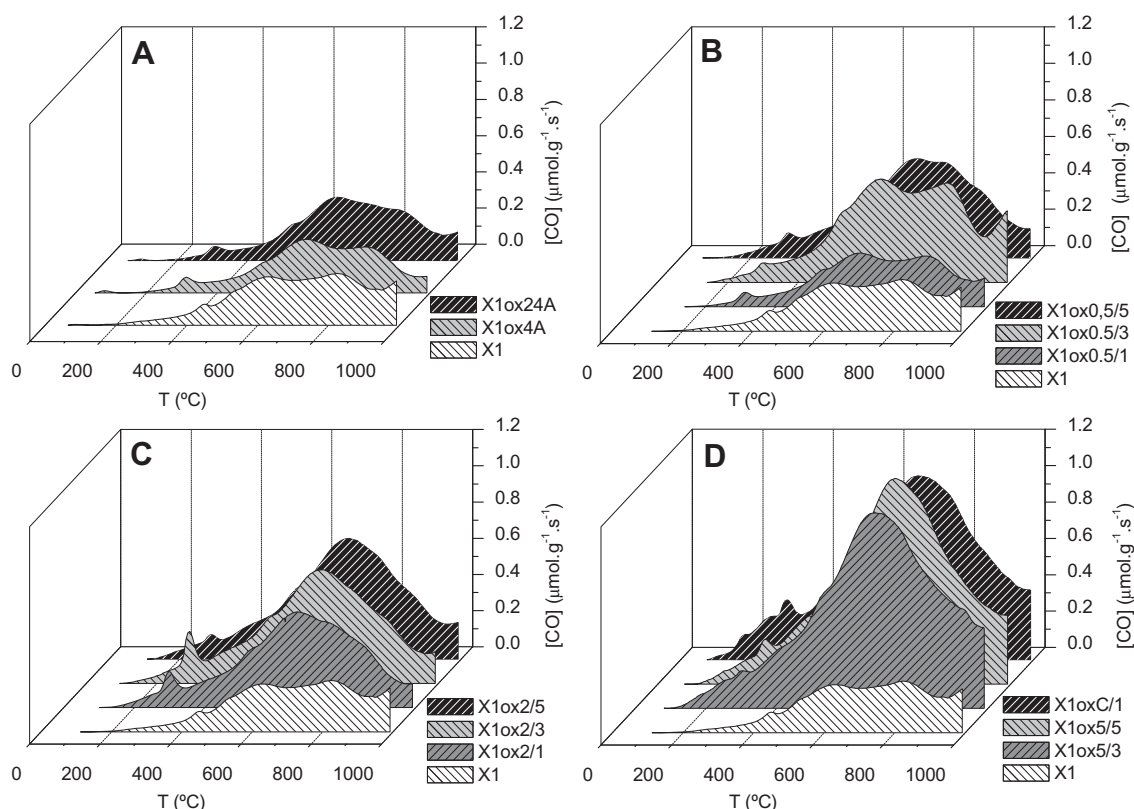 A
1.2
1.0
0.8
0.6
0.4
0.2
0.0
[CO] (µmol.g⁻¹.s⁻¹)
X1ox24A
X1ox4A
X1
0 200 400 600 800 1000
T (ºC)
B
1.2
1.0
0.8
0.6
0.4
0.2
0.0
[CO] (µmol.g⁻¹.s⁻¹)
X1ox0,5/5
X1ox0.5/3
X1ox0.5/1
X1
0 200 400 600 800 1000
T (ºC)
C
1.2
1.0
0.8
0.6
0.4
0.2
0.0
[CO] (µmol.g⁻¹.s⁻¹)
X1ox2/5
X1ox2/3
X1ox2/1
X1
0 200 400 600 800 1000
T (ºC)
D
1.2
1.0
0.8
0.6
0.4
0.2
0.0
[CO] (µmol.g⁻¹.s⁻¹)
X1oxC/1
X1ox5/5
X1ox5/3
X1
0 200 400 600 800 1000
T (ºC)